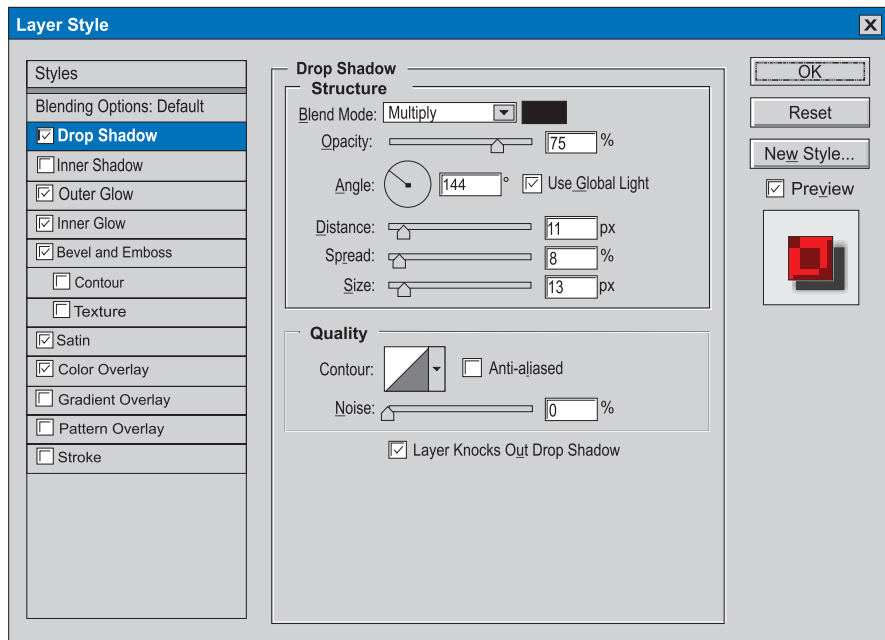 Layer Style
X
Styles
Blending Options: Default
Drop Shadow
Inner Shadow
Outer Glow
Inner Glow
Bevel and Emboss
Contour
Texture
Satin
Color Overlay
Gradient Overlay
Pattern Overlay
Stroke
Drop Shadow
Structure
Blend Mode: Multiply
Opacity: 75 %
Angle: 144 ° Use Global Light
Distance: 11 px
Spread: 8 %
Size: 13 px
Quality
Contour: Anti-aliased
Noise: 0 %
Layer Knocks Out Drop Shadow
OK
Reset
New Style...
Preview